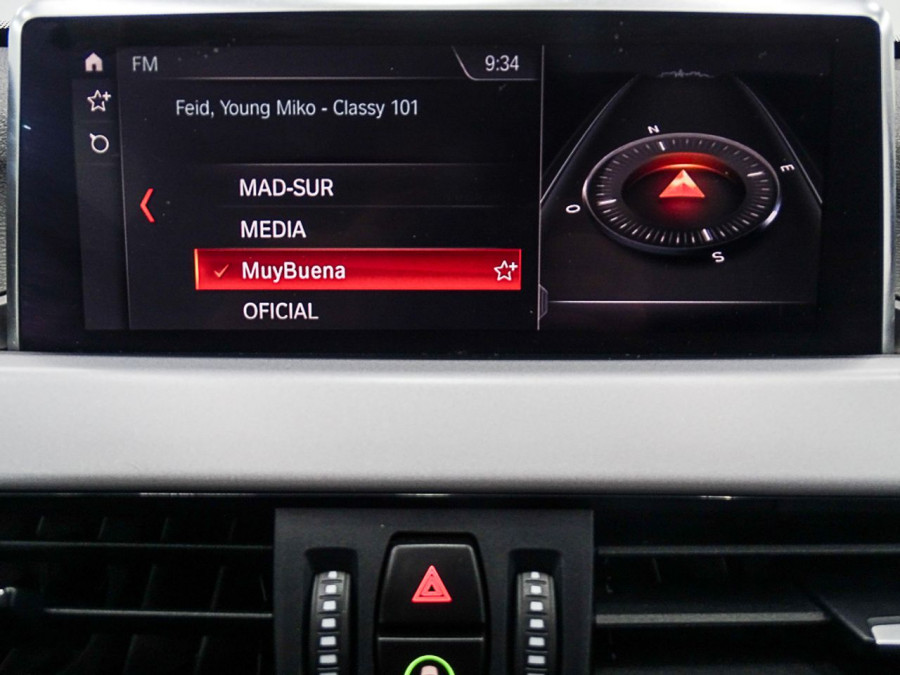 FM
9:34
Feid, Young Miko - Classy 101
MAD-SUR
MEDIA
MuyBuena
OFICIAL
N
E
O
S